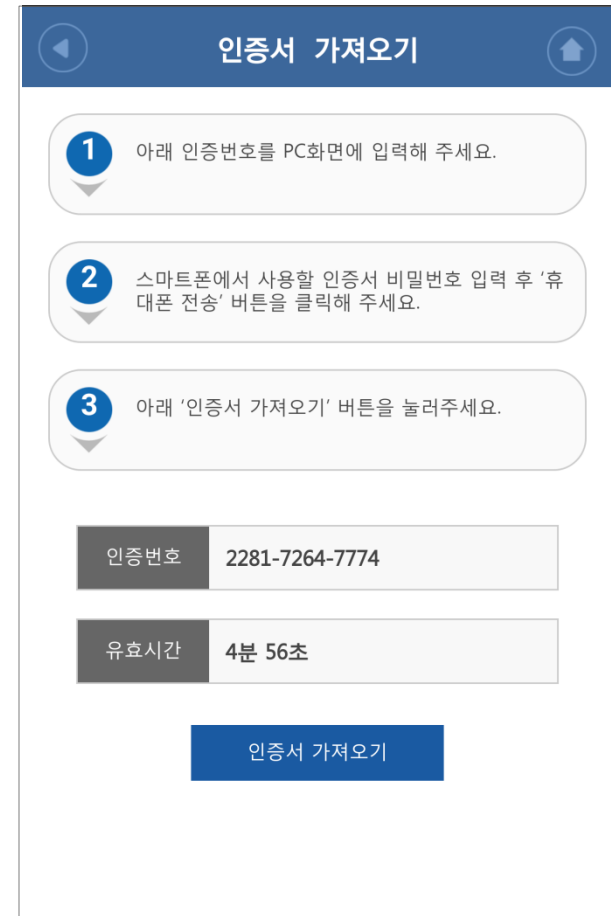 인증서 가져오기
1
아래 인증번호를 PC화면에 입력해 주세요.
2
스마트폰에서 사용할 인증서 비밀번호 입력 후 ‘휴
대폰 전송’ 버튼을 클릭해 주세요.
3
아래 ‘인증서 가져오기’ 버튼을 눌러주세요.
인증번호 2281-7264-7774
유효시간 4분 56초
인증서 가져오기